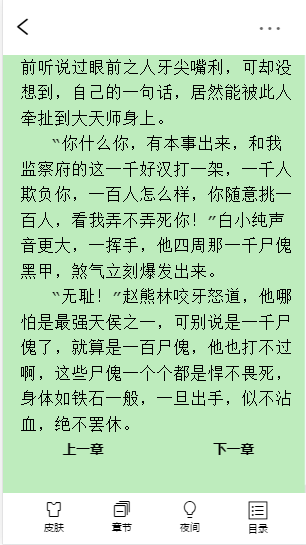 前听说过眼前之人牙尖嘴利，可却没
想到，自己的一句话，居然能被此人
牵扯到大天师身上。
“你什么你，有本事出来，和我
监察府的这一千好汉打一架，一千人
欺负你，一百人怎么样，你随意挑一
百人，看我弄不弄死你！”白小纯声
音更大，一挥手，他四周那一千尸傀
黑甲，煞气立刻爆发出来。
“无耻！”赵熊林咬牙怒道，他哪
怕是最强天侯之一，可别说是一千尸
傀了，就算是一百尸傀，他也打不过
啊，这些尸傀一个个都是悍不畏死，
身体如铁石一般，一旦出手，似不沾
血，绝不罢休。
上一章 下一章
皮肤 章节 夜间 目录